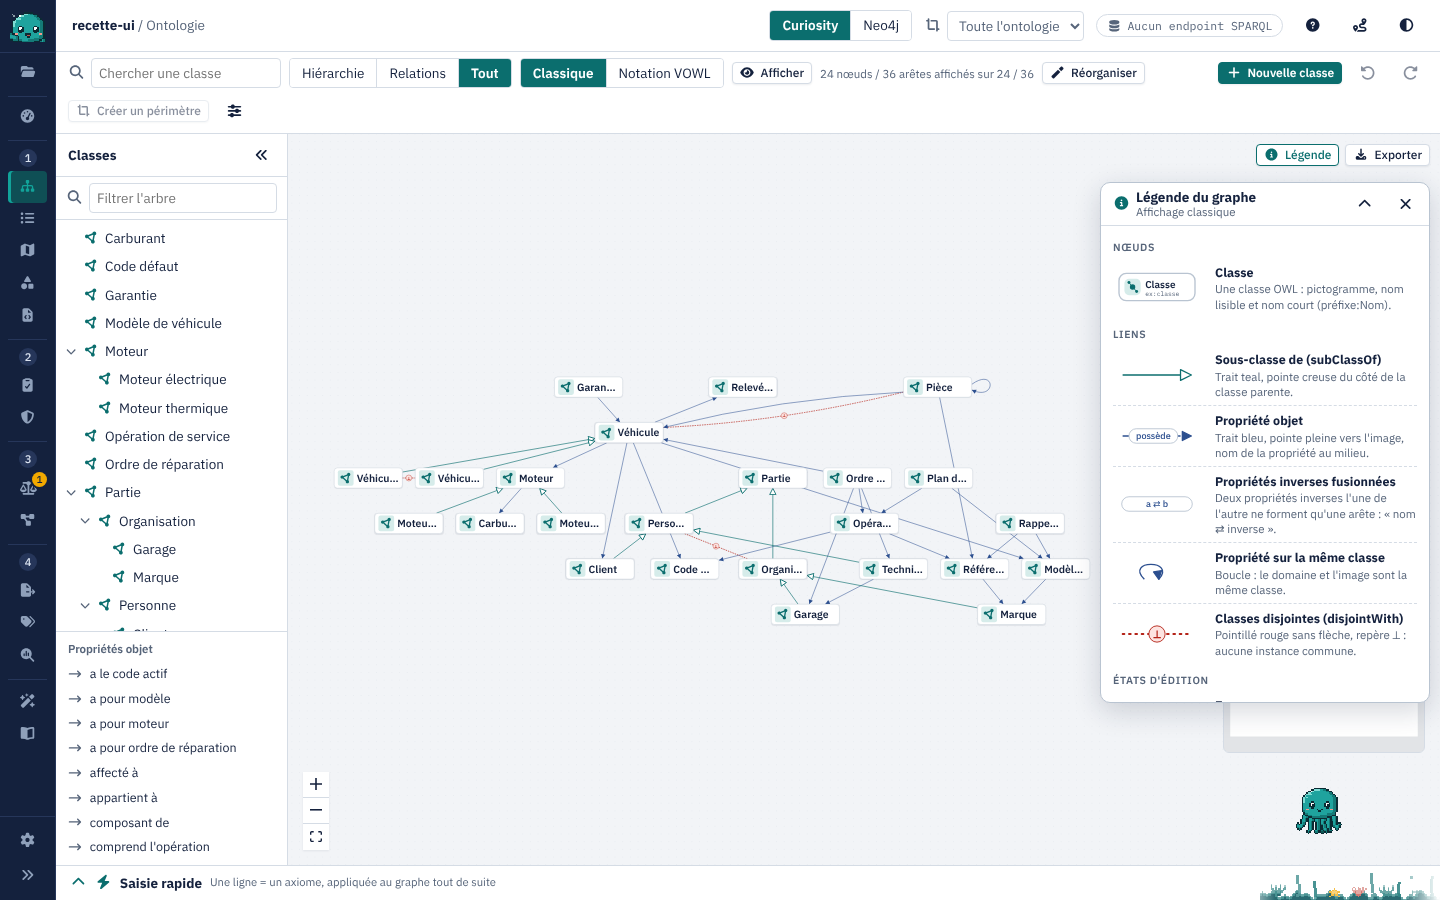 recette-ui / Ontologie
Curiosity
Neo4j
Toute l'ontologie
Aucun endpoint SPARQL
Chercher une classe
Hiérarchie
Relations
Tout
Classique
Notation VOWL
Afficher
24 nœuds / 36 arêtes affichés sur 24 / 36
Réorganiser
Nouvelle classe
Créer un périmètre
1
2
3
1
4
Classes
Filtrer l'arbre
Carburant
Code défaut
Garantie
Modèle de véhicule
Moteur
Moteur électrique
Moteur thermique
Opération de service
Ordre de réparation
Partie
Organisation
Garage
Marque
Personne
Propriétés objet
a le code actif
a pour modèle
a pour moteur
a pour ordre de réparation
affecté à
appartient à
composant de
comprend l'opération
Légende
Exporter
Garan...
Relevé...
Pièce
Véhicule
Véhicu...
Véhicu...
Moteur
Partie
Ordre ...
Plan d...
Moteu...
Carbu...
Moteu...
Perso...
Opéra...
Rappe...
Client
Code ...
Organi...
Techni...
Référe...
Modèl...
Garage
Marque
Légende du graphe
Affichage classique
NŒUDS
Classe
ex:classe
Classe
Une classe OWL : pictogramme, nom
lisible et nom court (préfixe:Nom).
LIENS
Sous-classe de (subClassOf)
Trait teal, pointe creuse du côté de la
classe parente.
possède
Propriété objet
Trait bleu, pointe pleine vers l'image,
nom de la propriété au milieu.
a ⇄ b
Propriétés inverses fusionnées
Deux propriétés inverses l'une de
l'autre ne forment qu'une arête : « nom
⇄ inverse ».
Propriété sur la même classe
Boucle : le domaine et l'image sont la
même classe.
⊥
Classes disjointes (disjointWith)
Pointillé rouge sans flèche, repère ⊥ :
aucune instance commune.
ÉTATS D'ÉDITION
Saisie rapide
Une ligne = un axiome, appliquée au graphe tout de suite